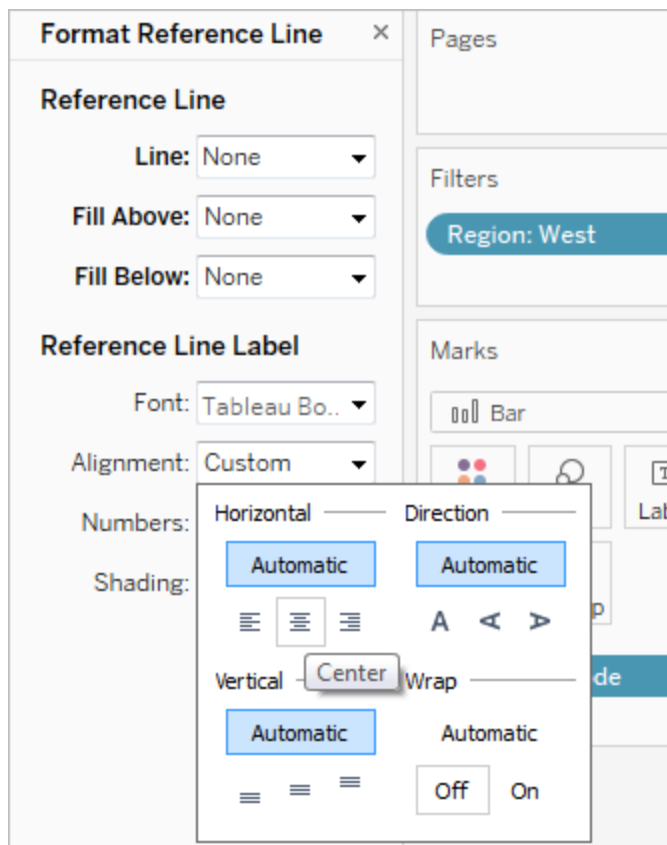 Format Reference Line ×
Reference Line
Line: None
Fill Above: None
Fill Below: None
Reference Line Label
Font: Tableau Bo..
Alignment: Custom
Numbers:
Shading:
Horizontal
Automatic
Center
Direction
Automatic
A A A
Vertical
Automatic
Wrap
Automatic
Off On
Pages
Filters
Region: West
Marks
Bar